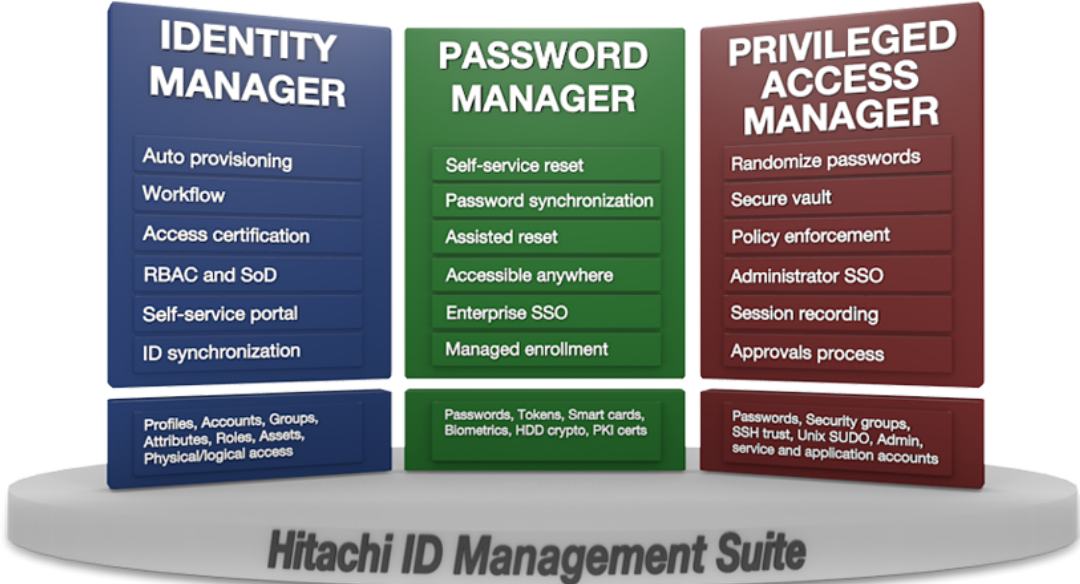 IDENTITY
MANAGER
Auto provisioning
Workflow
Access certification
RBAC and SoD
Self-service portal
ID synchronization
Profiles, Accounts, Groups,
Attributes, Roles, Assets,
Physical/logical access
PASSWORD
MANAGER
Self-service reset
Password synchronization
Assisted reset
Accessible anywhere
Enterprise SSO
Managed enrollment
Passwords, Tokens, Smart cards,
Biometrics, HDD crypto, PKI certs
PRIVILEGED
ACCESS
MANAGER
Randomize passwords
Secure vault
Policy enforcement
Administrator SSO
Session recording
Approvals process
Passwords, Security groups,
SSH trust, Unix SUDO, Admin,
service and application accounts
Hitachi ID Management Suite